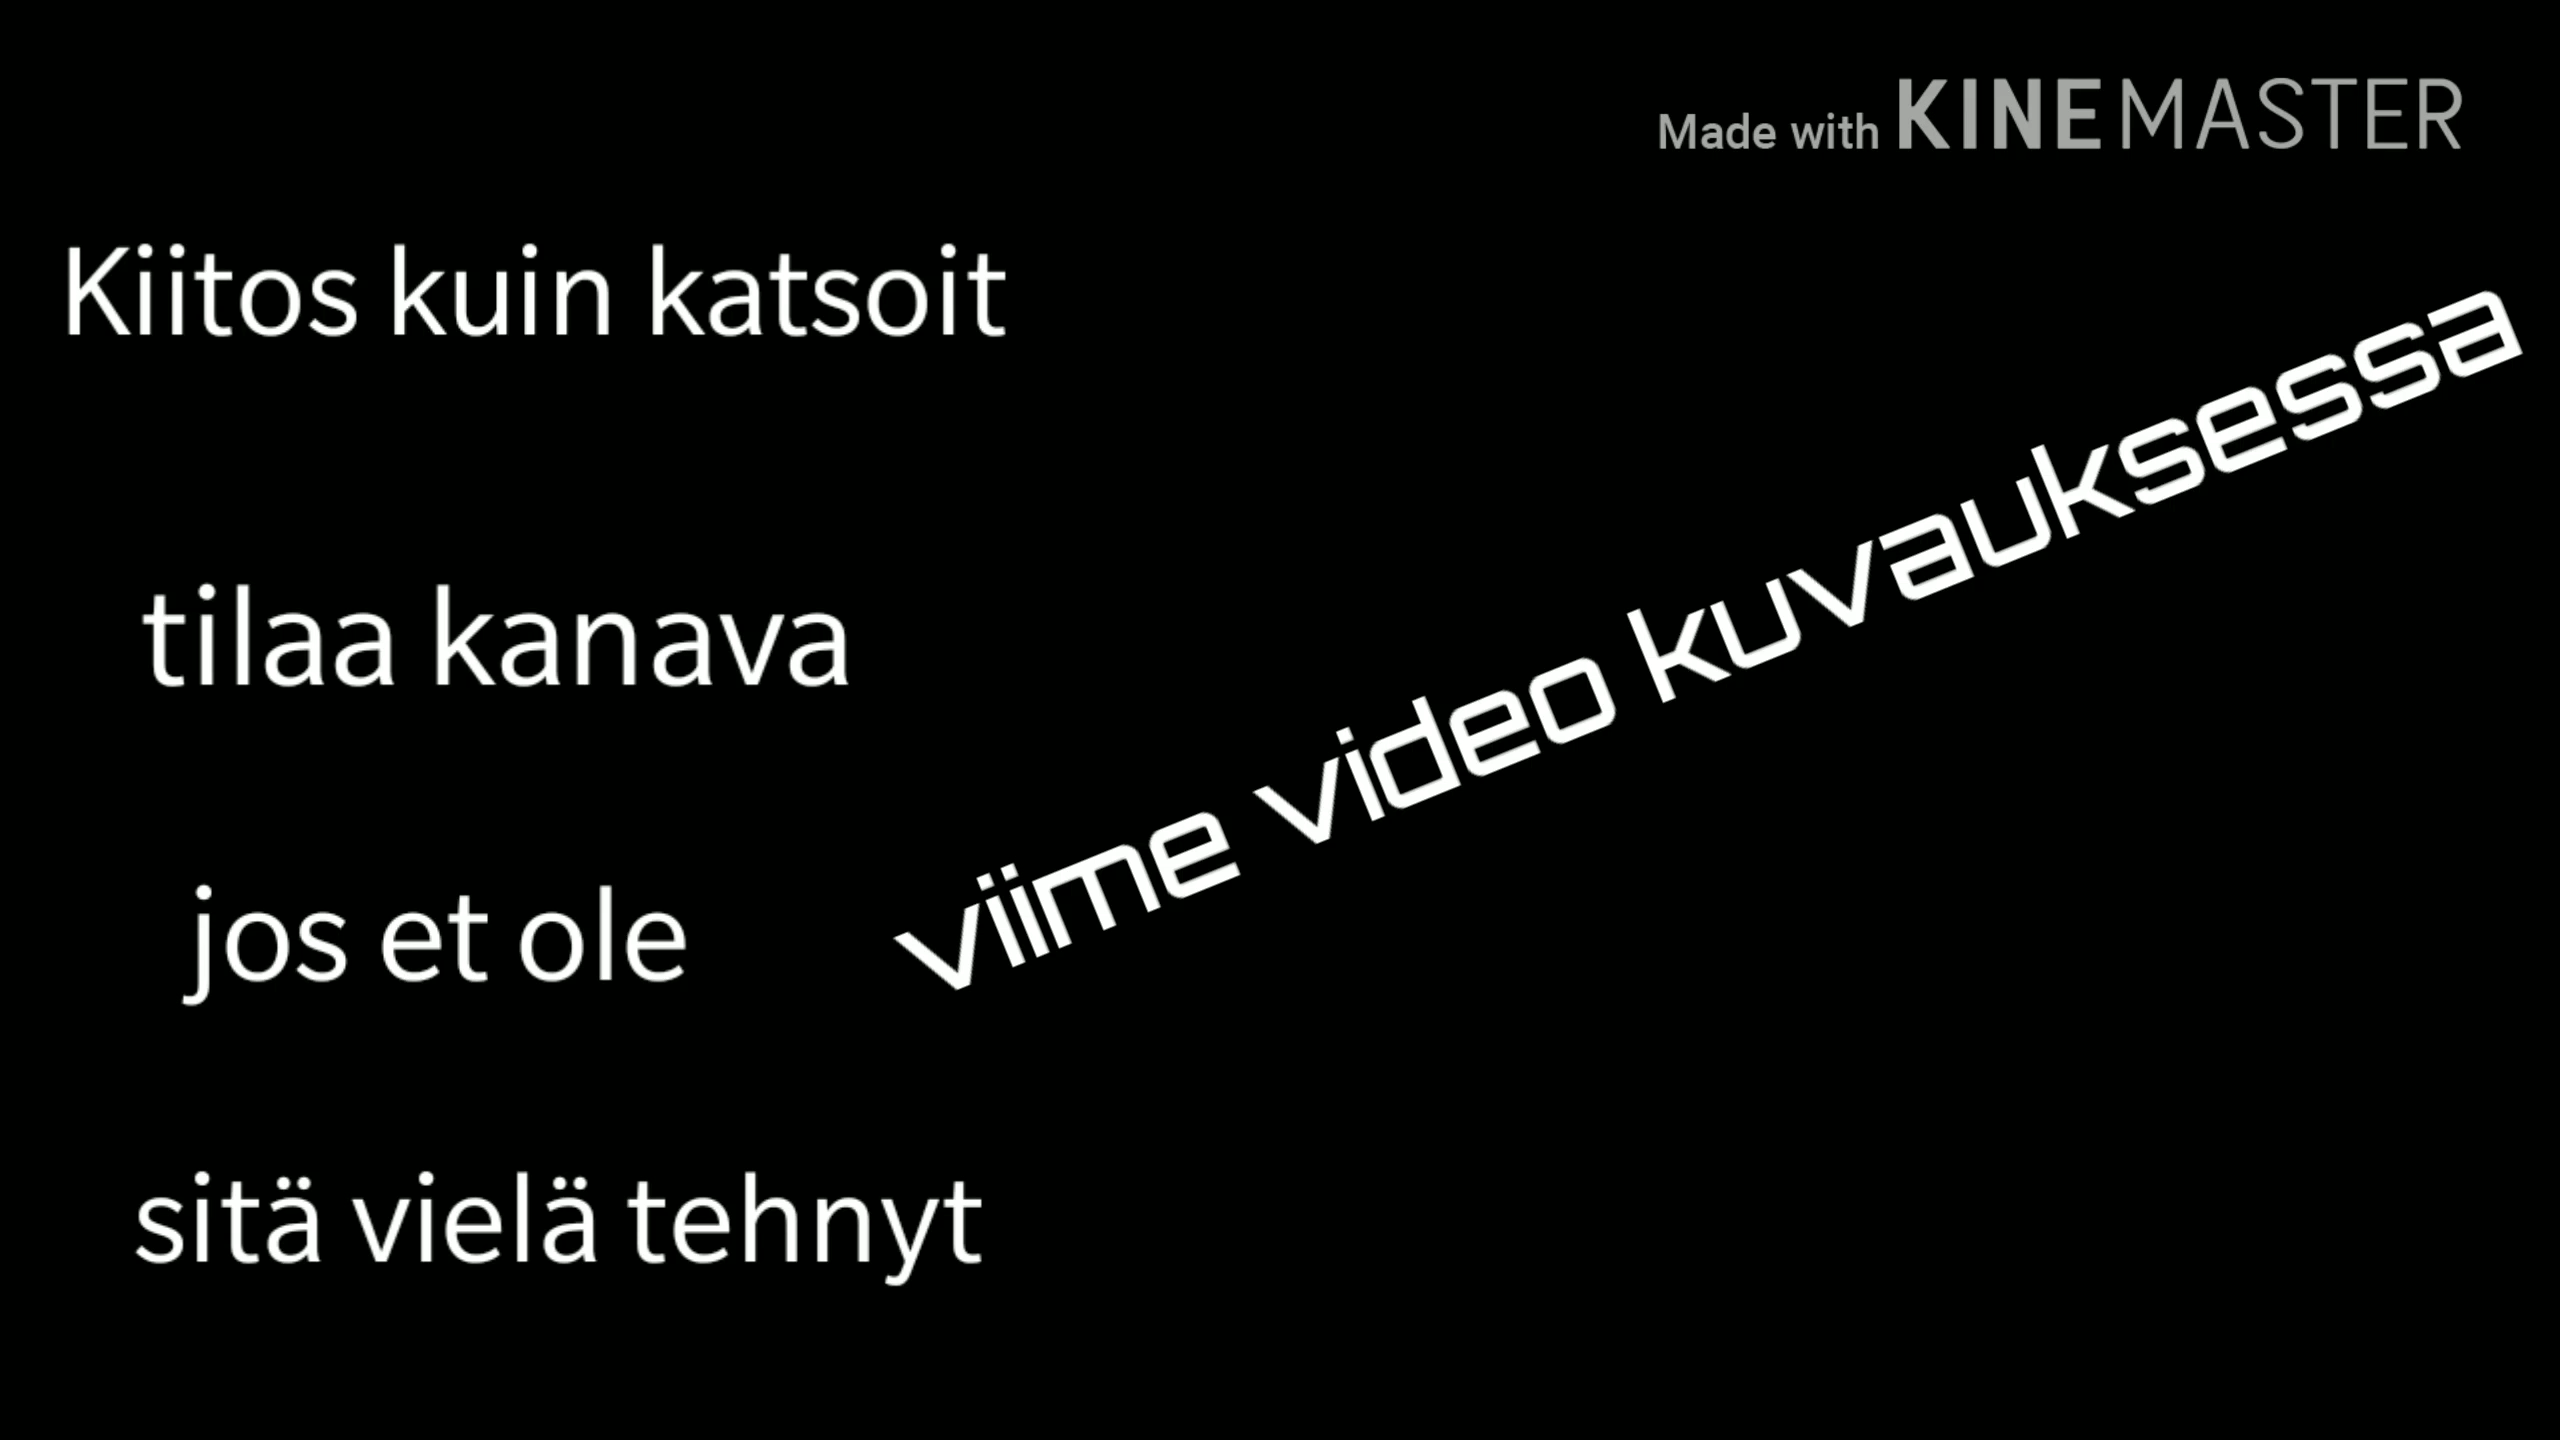 Made with KINEMASTER
Kiitos kuin katsoit
tilaa kanava
jos et ole
sitä vielä tehnyt
viime video kuvauksessa